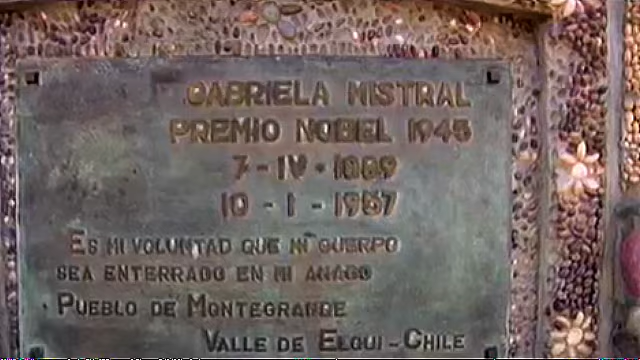 GABRIELA MISTRAL
PREMIO NOBEL 1945
7 - IV - 1889
10 - 1 - 1957
ES MI VOLUNTAD QUE MI CUERPO
SEA ENTERRADO EN MI AMADO
PUEBLO DE MONTEGRANDE
VALLE DE ELQUI - CHILE